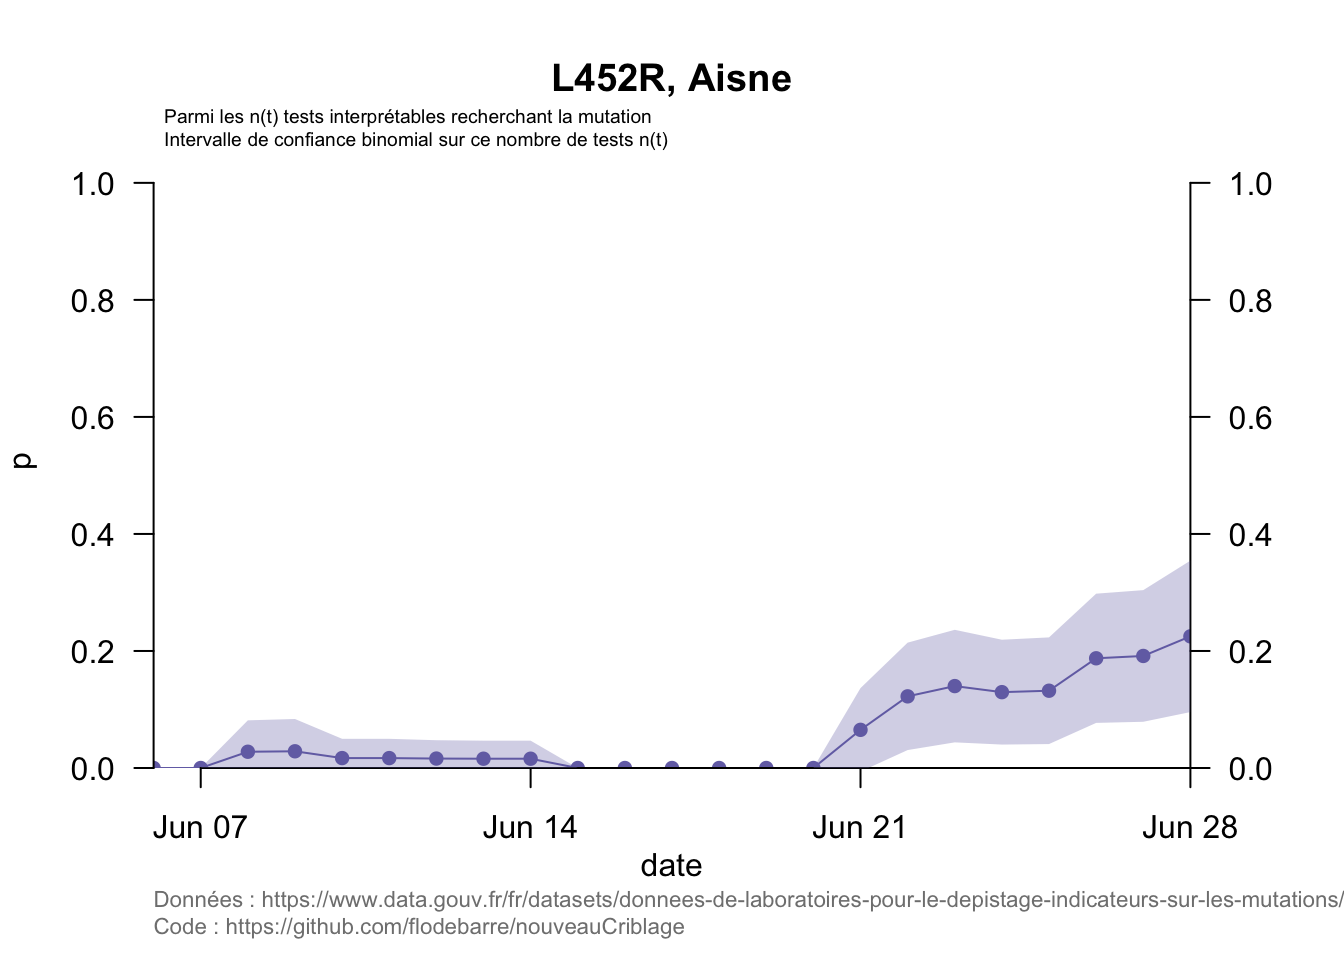 L452R, Aisne
Parmi les n(t) tests interprétables recherchant la mutation
Intervalle de confiance binomial sur ce nombre de tests n(t)
1.0 1.0
0.8 0.8
0.6 0.6
p
0.4 0.4
0.2 0.2
0.0 0.0
Jun 07 Jun 14 Jun 21 Jun 28
date
Données : https://www.data.gouv.fr/fr/datasets/donnees-de-laboratoires-pour-le-depistage-indicateurs-sur-les-mutations/
Code : https://github.com/flodebarre/nouveauCriblage